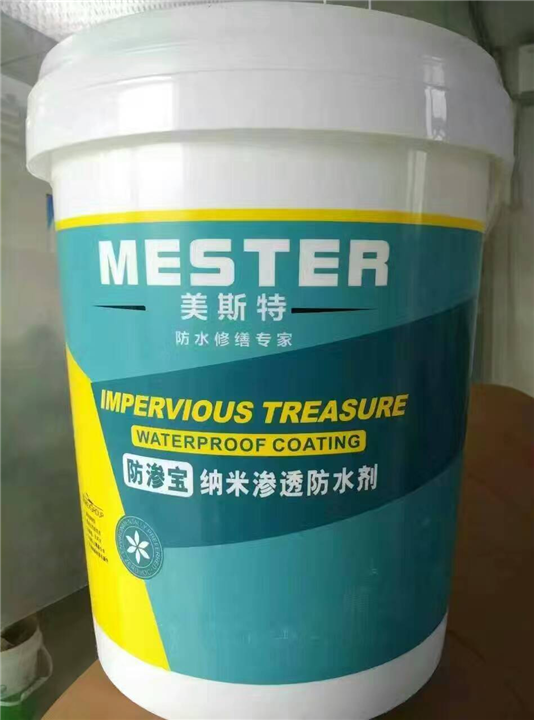 MESTER
美斯特
防水修缮专家
IMPERVIOUS TREASURE
WATERPROOF COATING
防渗宝 纳米渗透防水剂